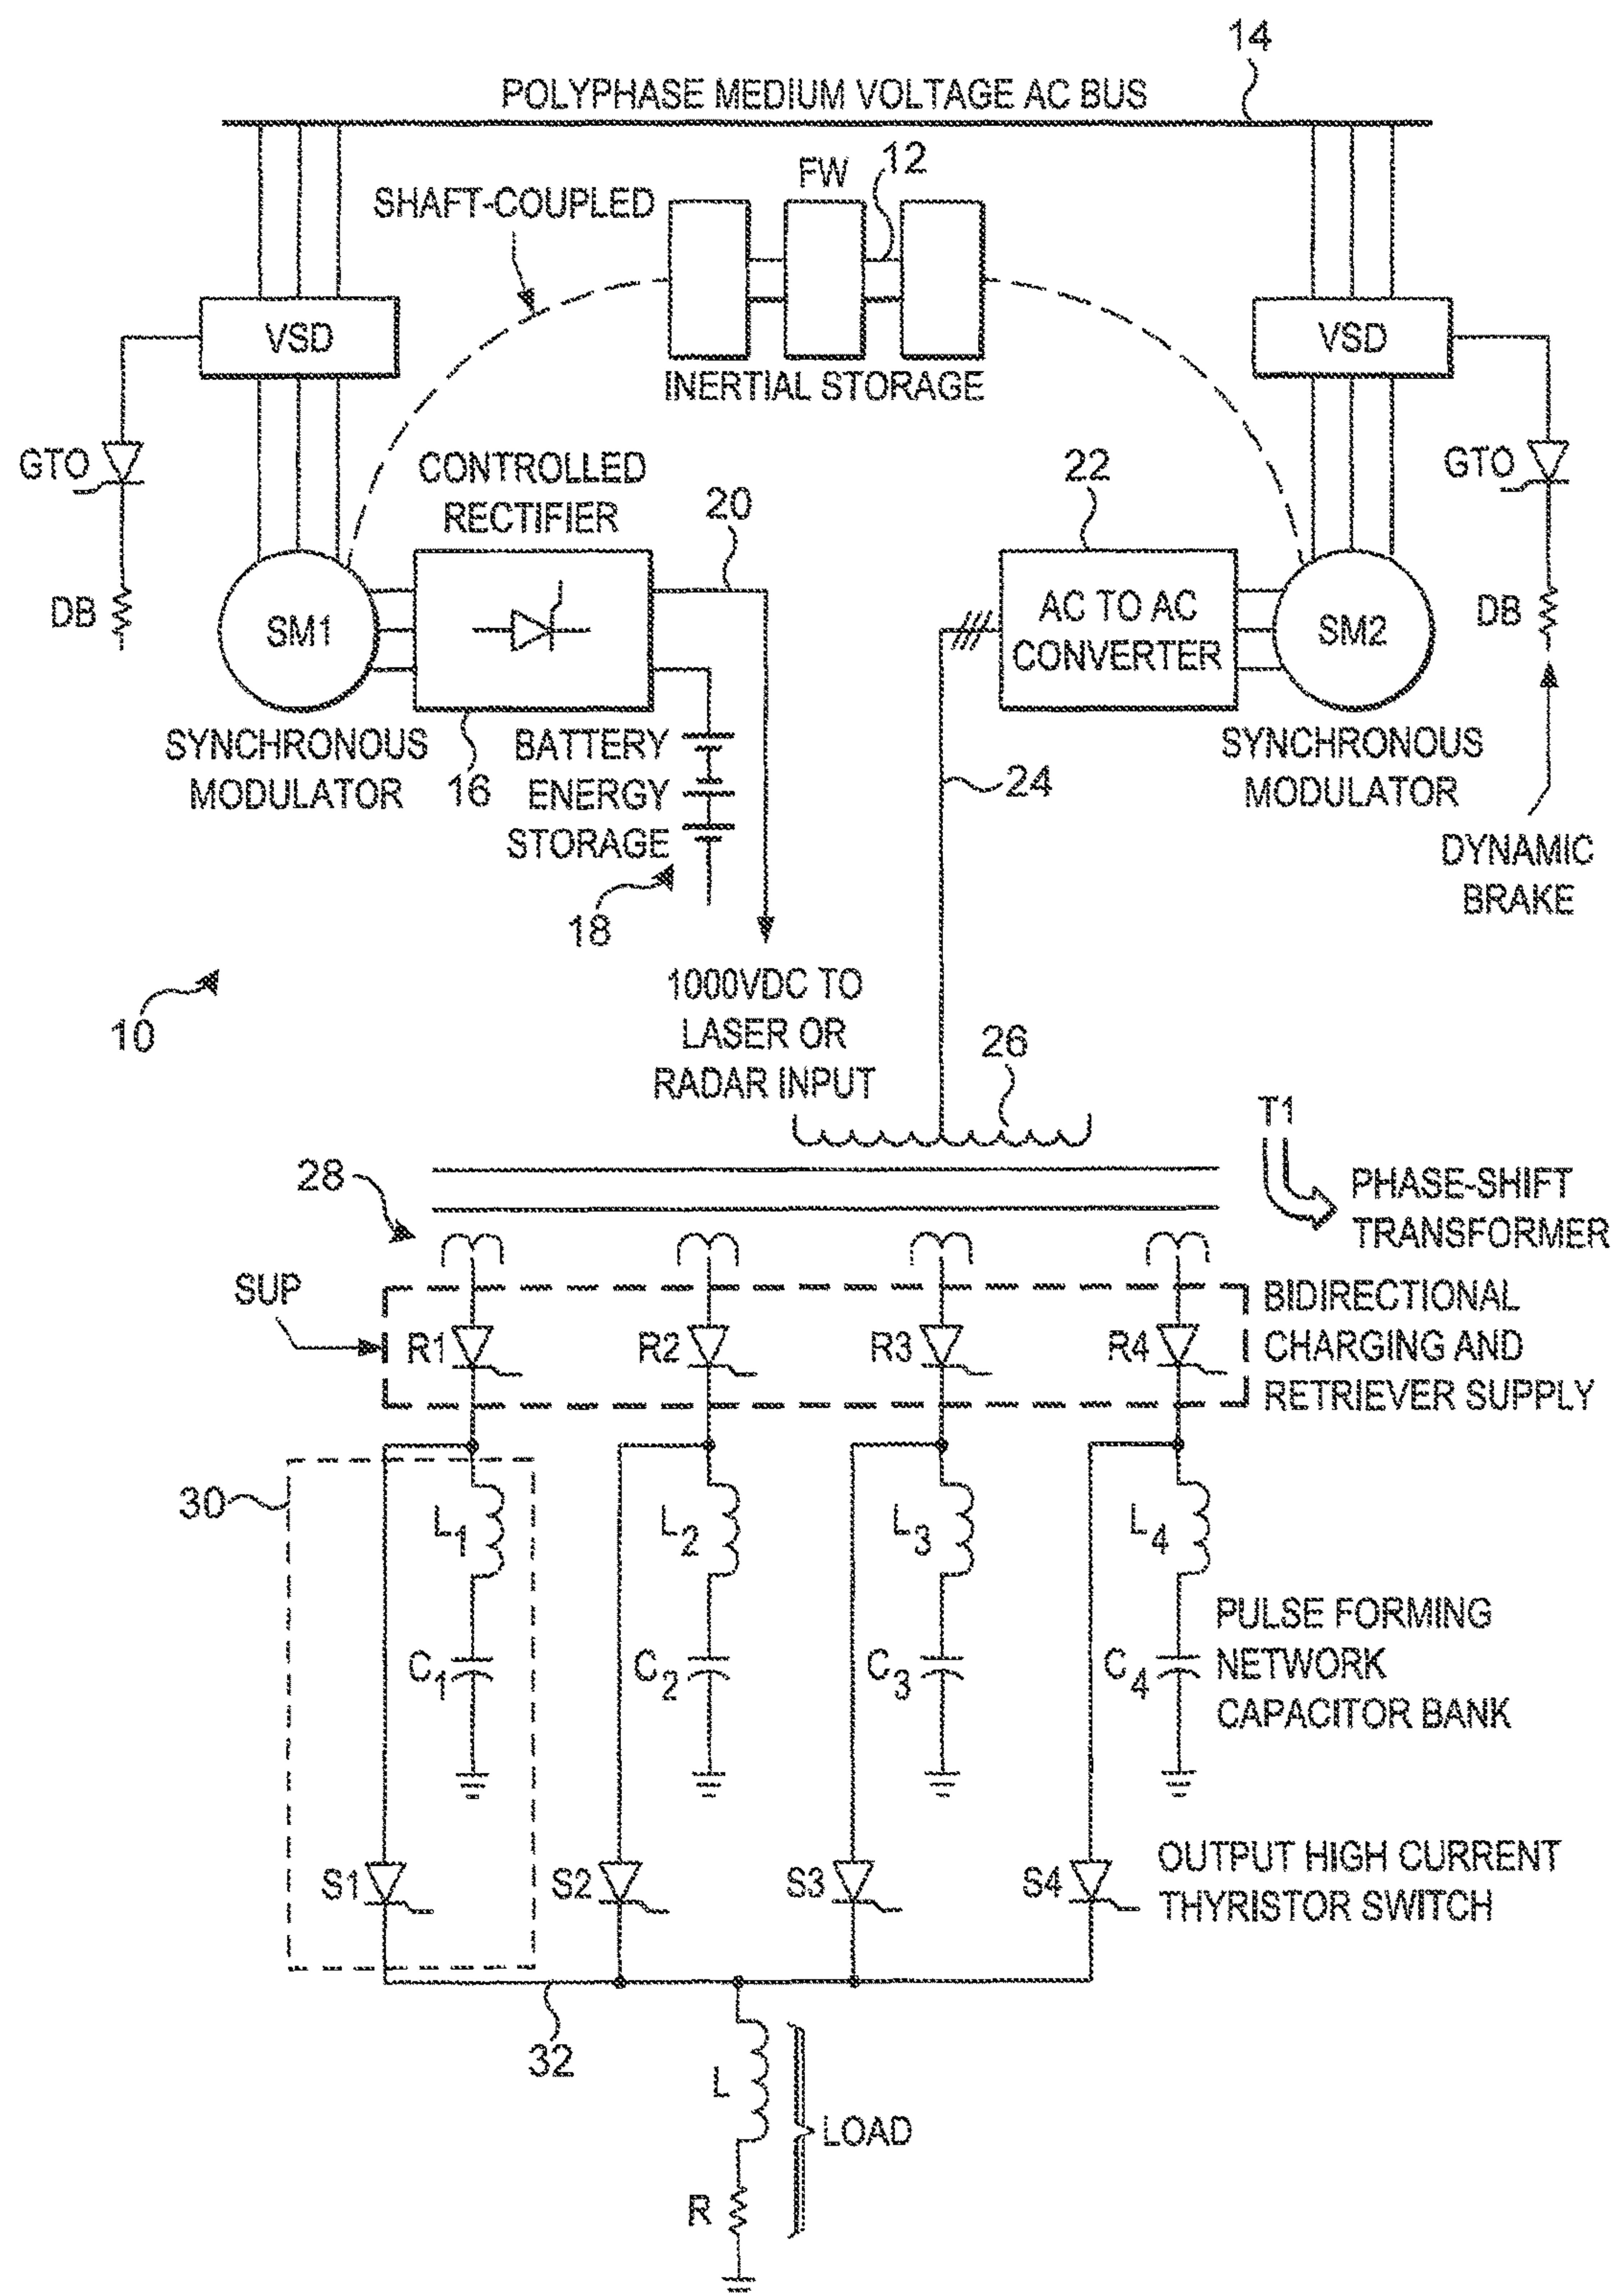 14
POLYPHASE MEDIUM VOLTAGE AC BUS
FW
12
SHAFT-COUPLED
VSD
VSD
INERTIAL STORAGE
GTO
CONTROLLED
RECTIFIER
20
22
GTO
DB
SM1
AC TO AC
CONVERTER
SM2
DB
SYNCHRONOUS
MODULATOR
16
BATTERY
ENERGY
STORAGE
18
24
SYNCHRONOUS
MODULATOR
DYNAMIC
BRAKE
10
1000VDC TO
LASER OR
RADAR INPUT
26
T1
28
PHASE-SHIFT
TRANSFORMER
SUP
R1
R2
R3
R4
BIDIRECTIONAL
CHARGING AND
RETRIEVER SUPPLY
30
L1
L2
L3
L4
C1
C2
C3
C4
PULSE FORMING
NETWORK
CAPACITOR BANK
S1
S2
S3
S4
OUTPUT HIGH CURRENT
THYRISTOR SWITCH
32
L
LOAD
R